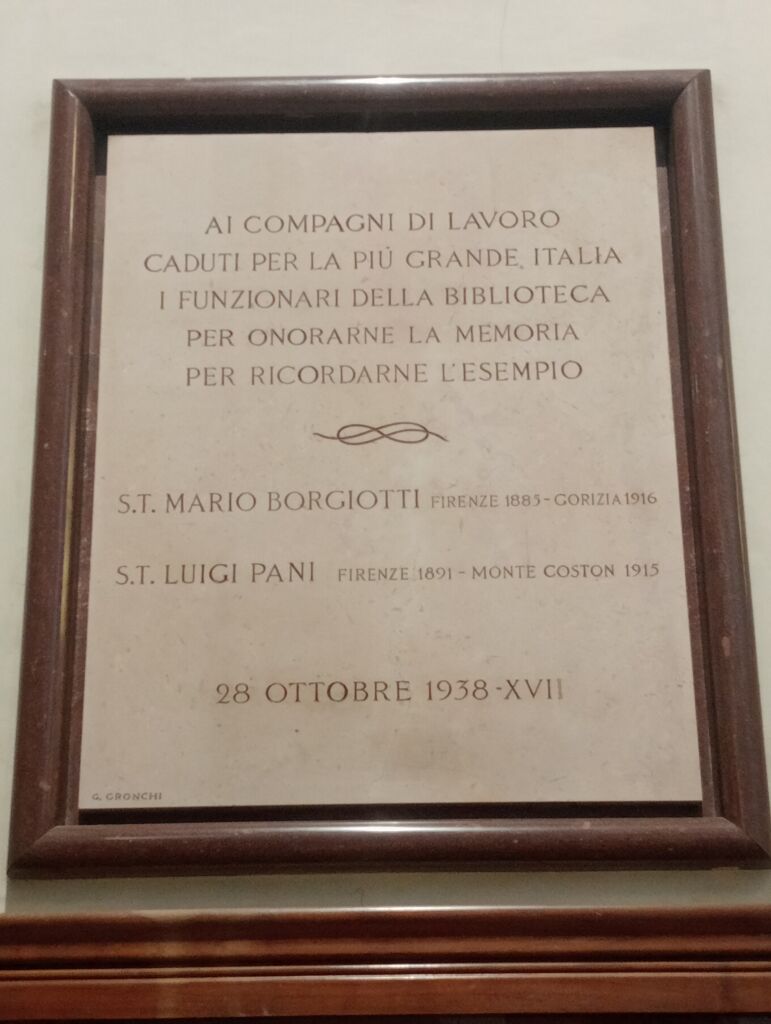 AI COMPAGNI DI LAVORO
CADUTI PER LA PIÚ GRANDE ITALIA
I FUNZIONARI DELLA BIBLIOTECA
PER ONORARNE LA MEMORIA
PER RICORDARNE L'ESEMPIO
S.T. MARIO BORGIOTTI FIRENZE 1885 - GORIZIA 1916
S.T. LUIGI PANI FIRENZE 1891 - MONTE COSTON 1915
28 OTTOBRE 1938 - XVII
G. GRONCHI